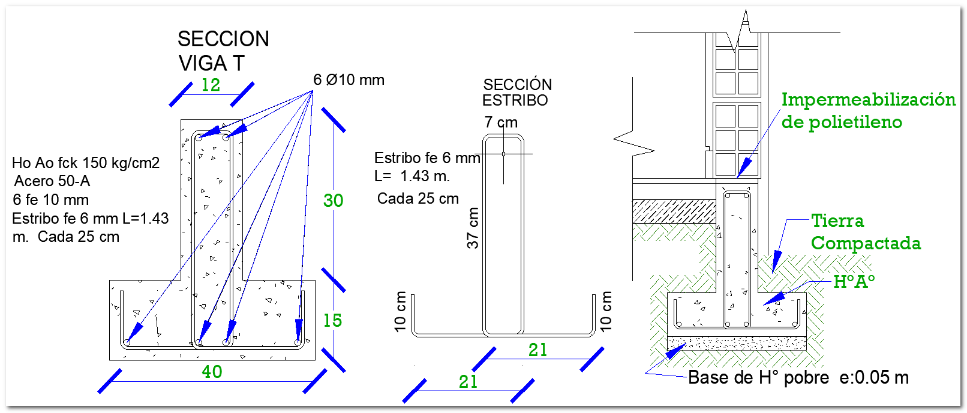 SECCION
VIGA T
12
6 Ø10 mm
Ho Ao fck 150 kg/cm2
Acero 50-A
6 fe 10 mm
Estribo fe 6 mm L=1.43
m. Cada 25 cm
30
15
40
SECCIÓN
ESTRIBO
7 cm
Estribo fe 6 mm
L= 1.43 m.
Cada 25 cm
37 cm
10 cm
10 cm
21
21
Impermeabilización
de polietileno
Tierra
Compactada
HºAº
Base de H° pobre e:0.05 m